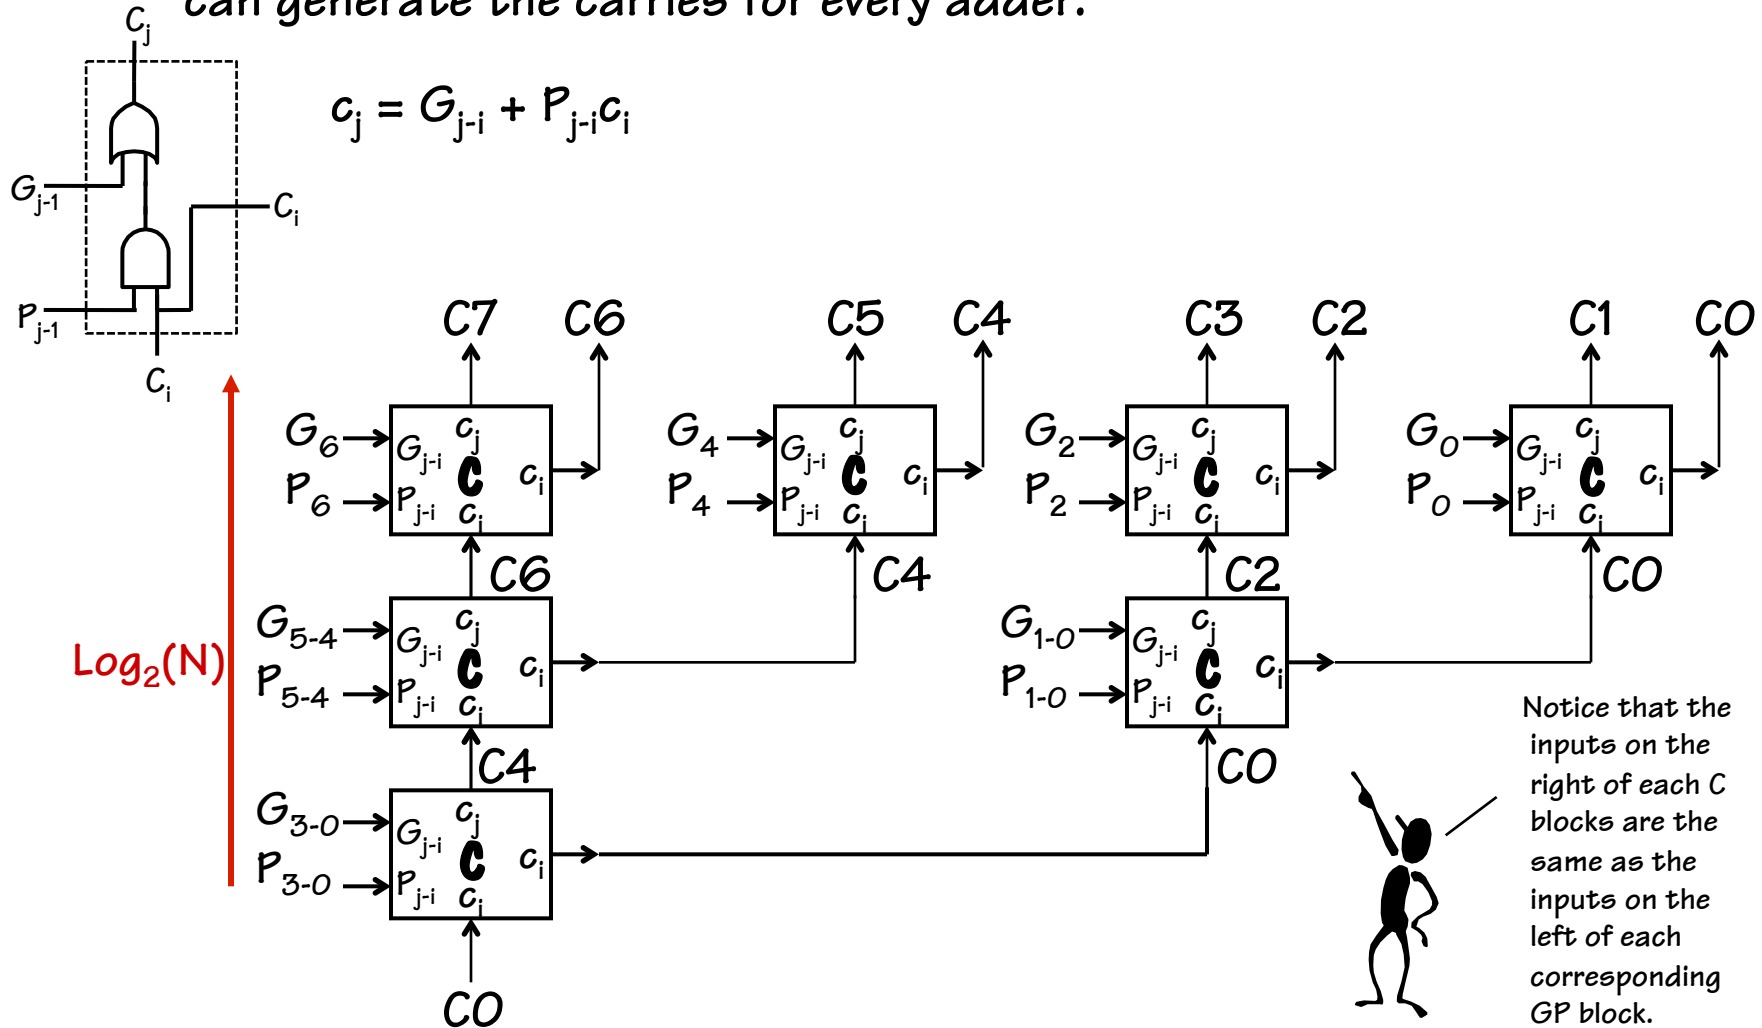 can generate the carries for every adder.
Cj
cj = Gj-i + Pj-ici
Gj-1
Ci
Pj-1
Ci
C7 C6 C5 C4 C3 C2 C1 C0
G6 Gj-i cj G4 Gj-i cj G2 Gj-i cj G0 Gj-i cj
C ci C ci C ci C ci
P6 Pj-i ci P4 Pj-i ci P2 Pj-i ci P0 Pj-i ci
C6 C4 C2 C0
G5-4 Gj-i cj G1-0 Gj-i cj
Log2(N) C ci C ci
P5-4 Pj-i ci P1-0 Pj-i ci
C4 C0
G3-0 Gj-i cj
C ci
P3-0 Pj-i ci
C0
Notice that the
inputs on the
right of each C
blocks are the
same as the
inputs on the
left of each
corresponding
GP block.